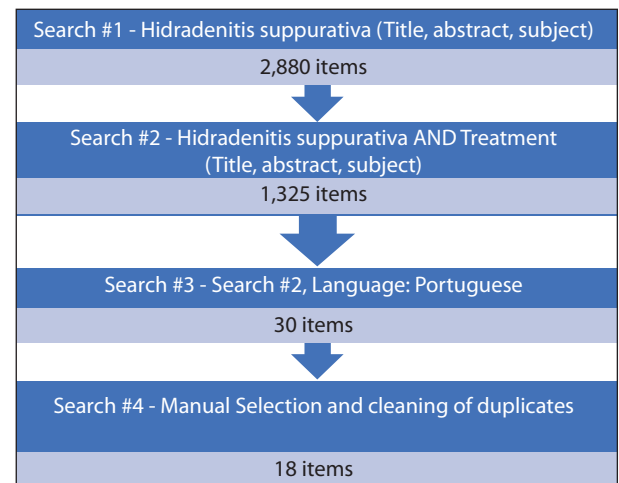 Search #1 - Hidradenitis suppurativa (Title, abstract, subject)
2,880 items
Search #2 - Hidradenitis suppurativa AND Treatment
(Title, abstract, subject)
1,325 items
Search #3 - Search #2, Language: Portuguese
30 items
Search #4 - Manual Selection and cleaning of duplicates
18 items